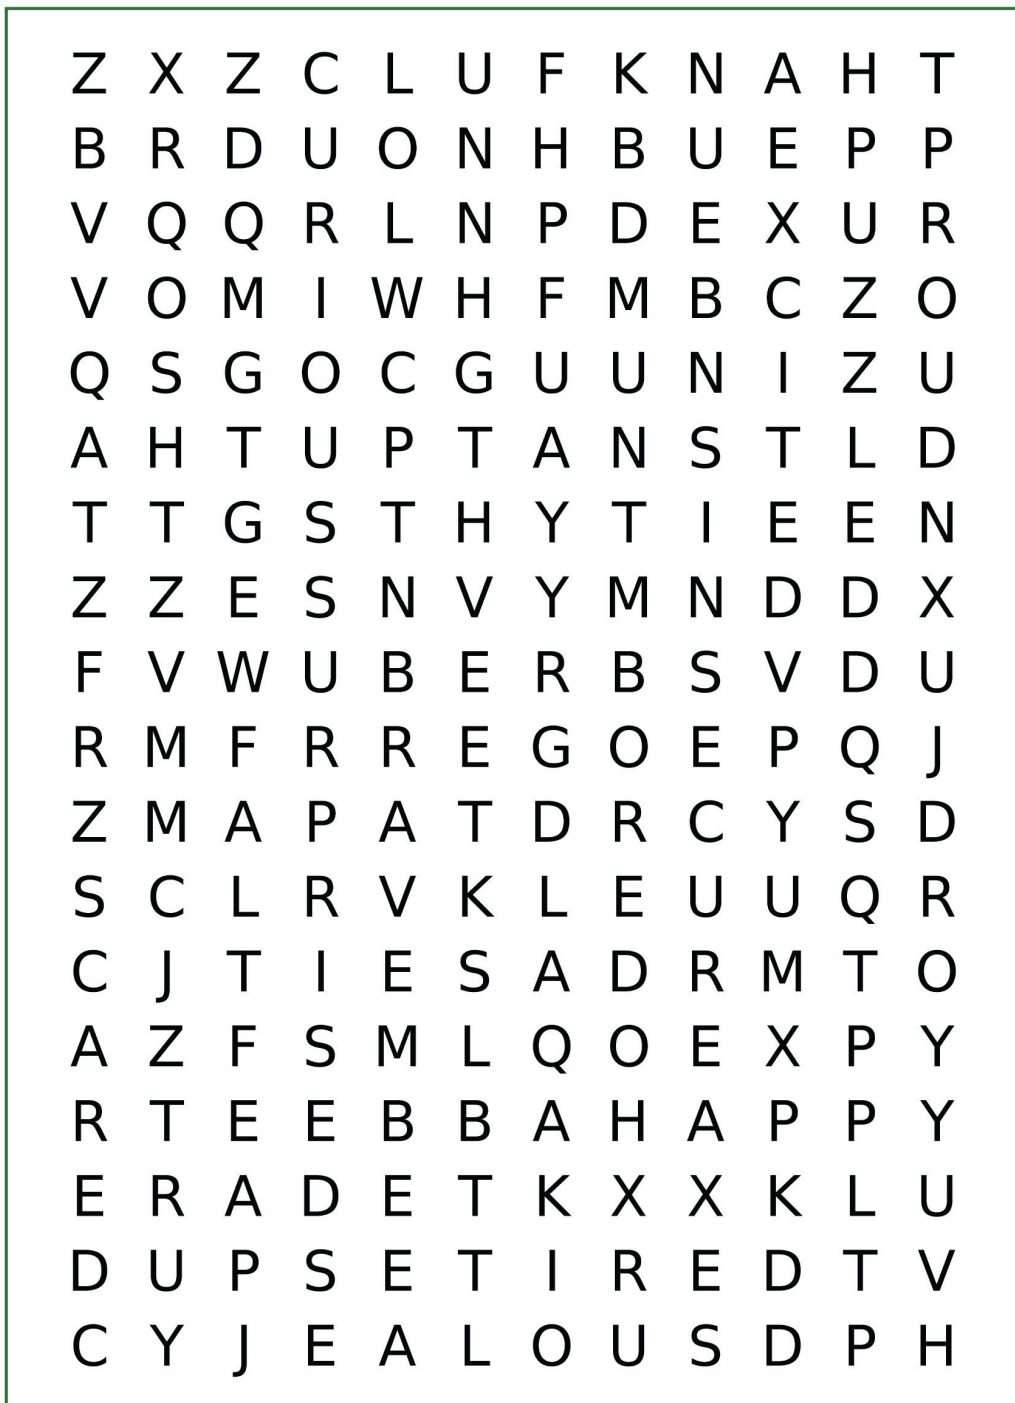 Z X Z C L U F K N A H T
B R D U O N H B U E P P
V Q Q R L N P D E X U R
V O M I W H F M B C Z O
Q S G O C G U U N I Z U
A H T U P T A N S T L D
T T G S T H Y T I E E N
Z Z E S N V Y M N D D X
F V W U B E R B S V D U
R M F R R E G O E P Q J
Z M A P A T D R C Y S D
S C L R V K L E U U Q R
C J T I E S A D R M T O
A Z F S M L Q O E X P Y
R T E E B B A H A P P Y
E R A D E T K X X K L U
D U P S E T I R E D T V
C Y J E A L O U S D P H